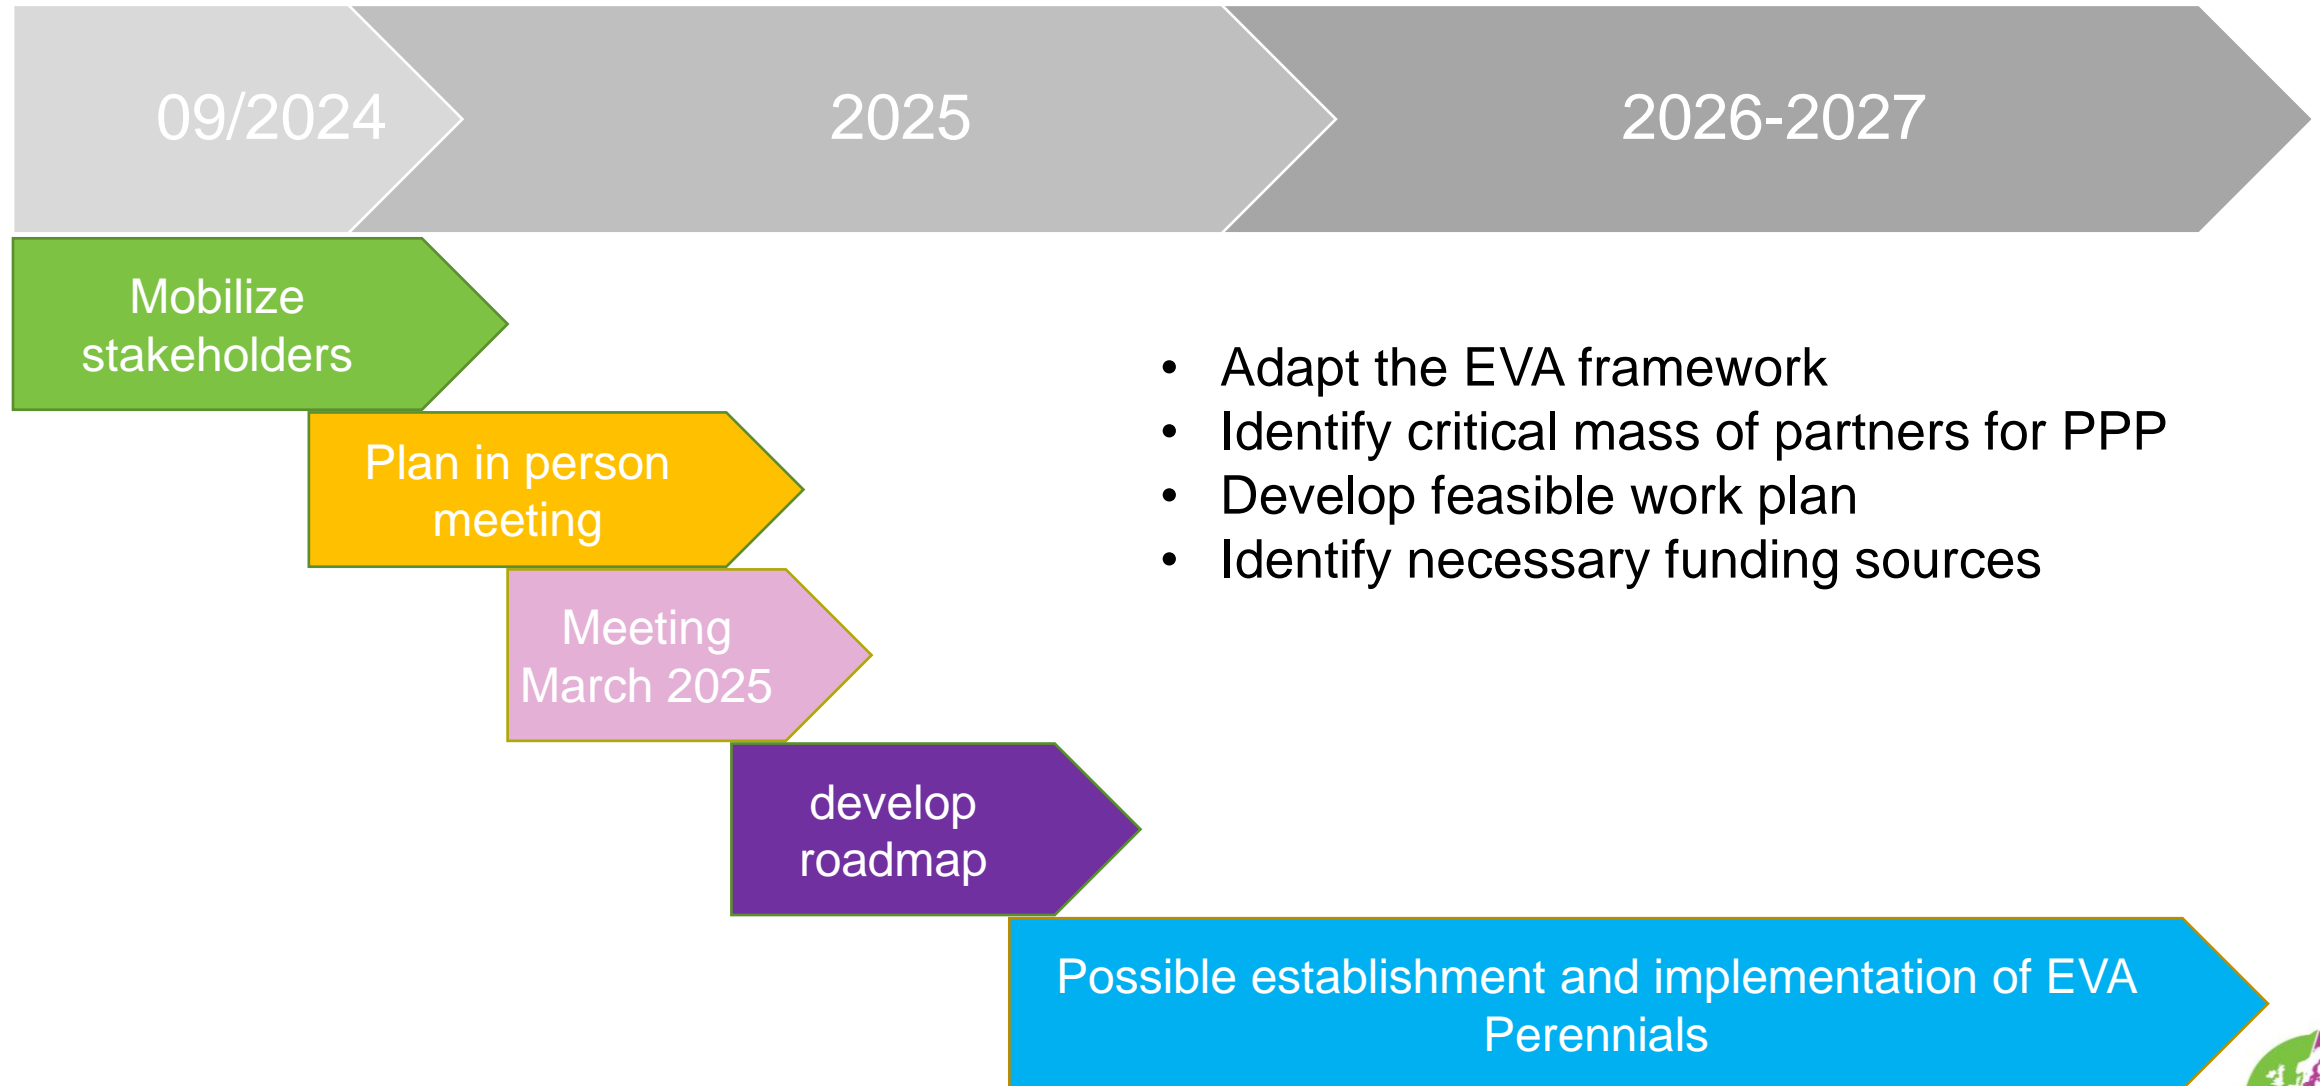 09/2024
2025
2026-2027
Mobilize
stakeholders
Plan in person
meeting
Meeting
March 2025
develop
roadmap
Possible establishment and implementation of EVA
Perennials
• Adapt the EVA framework
• Identify critical mass of partners for PPP
• Develop feasible work plan
• Identify necessary funding sources